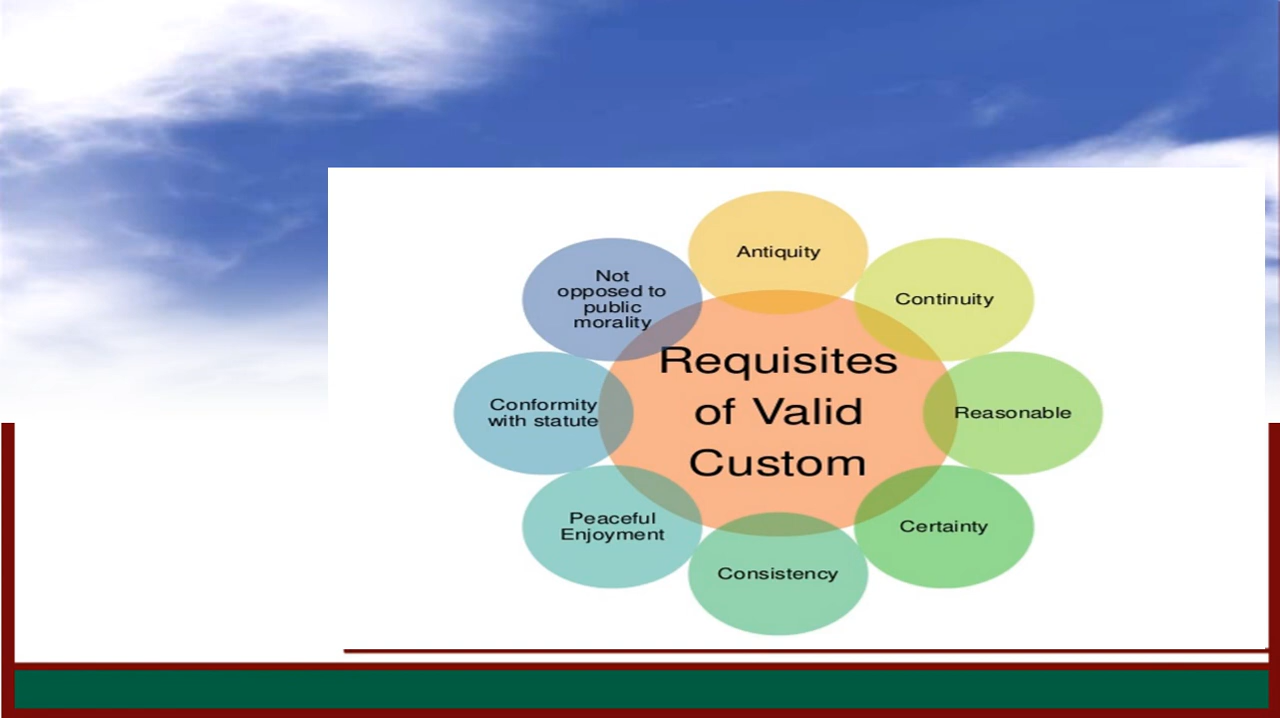 Antiquity
Continuity
Reasonable
Certainty
Consistency
Peaceful
Enjoyment
Conformity
with statute
Not
opposed to
public
morality
Requisites
of Valid
Custom